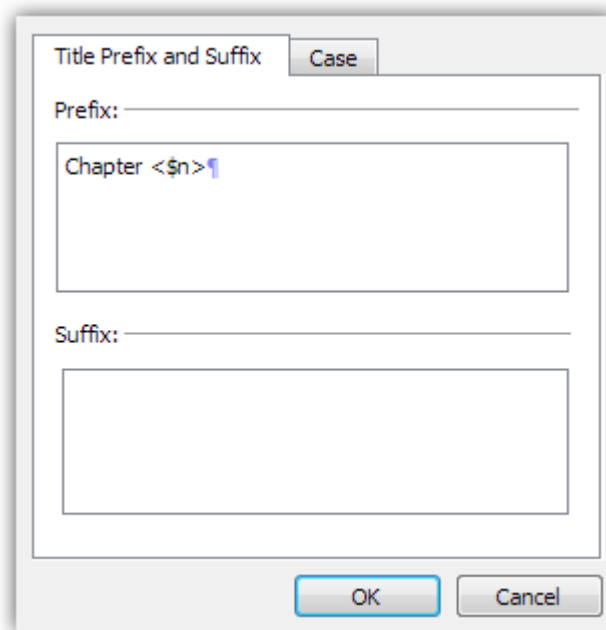 Title Prefix and Suffix
Case
Prefix:
Chapter <$n>¶
Suffix:
OK
Cancel